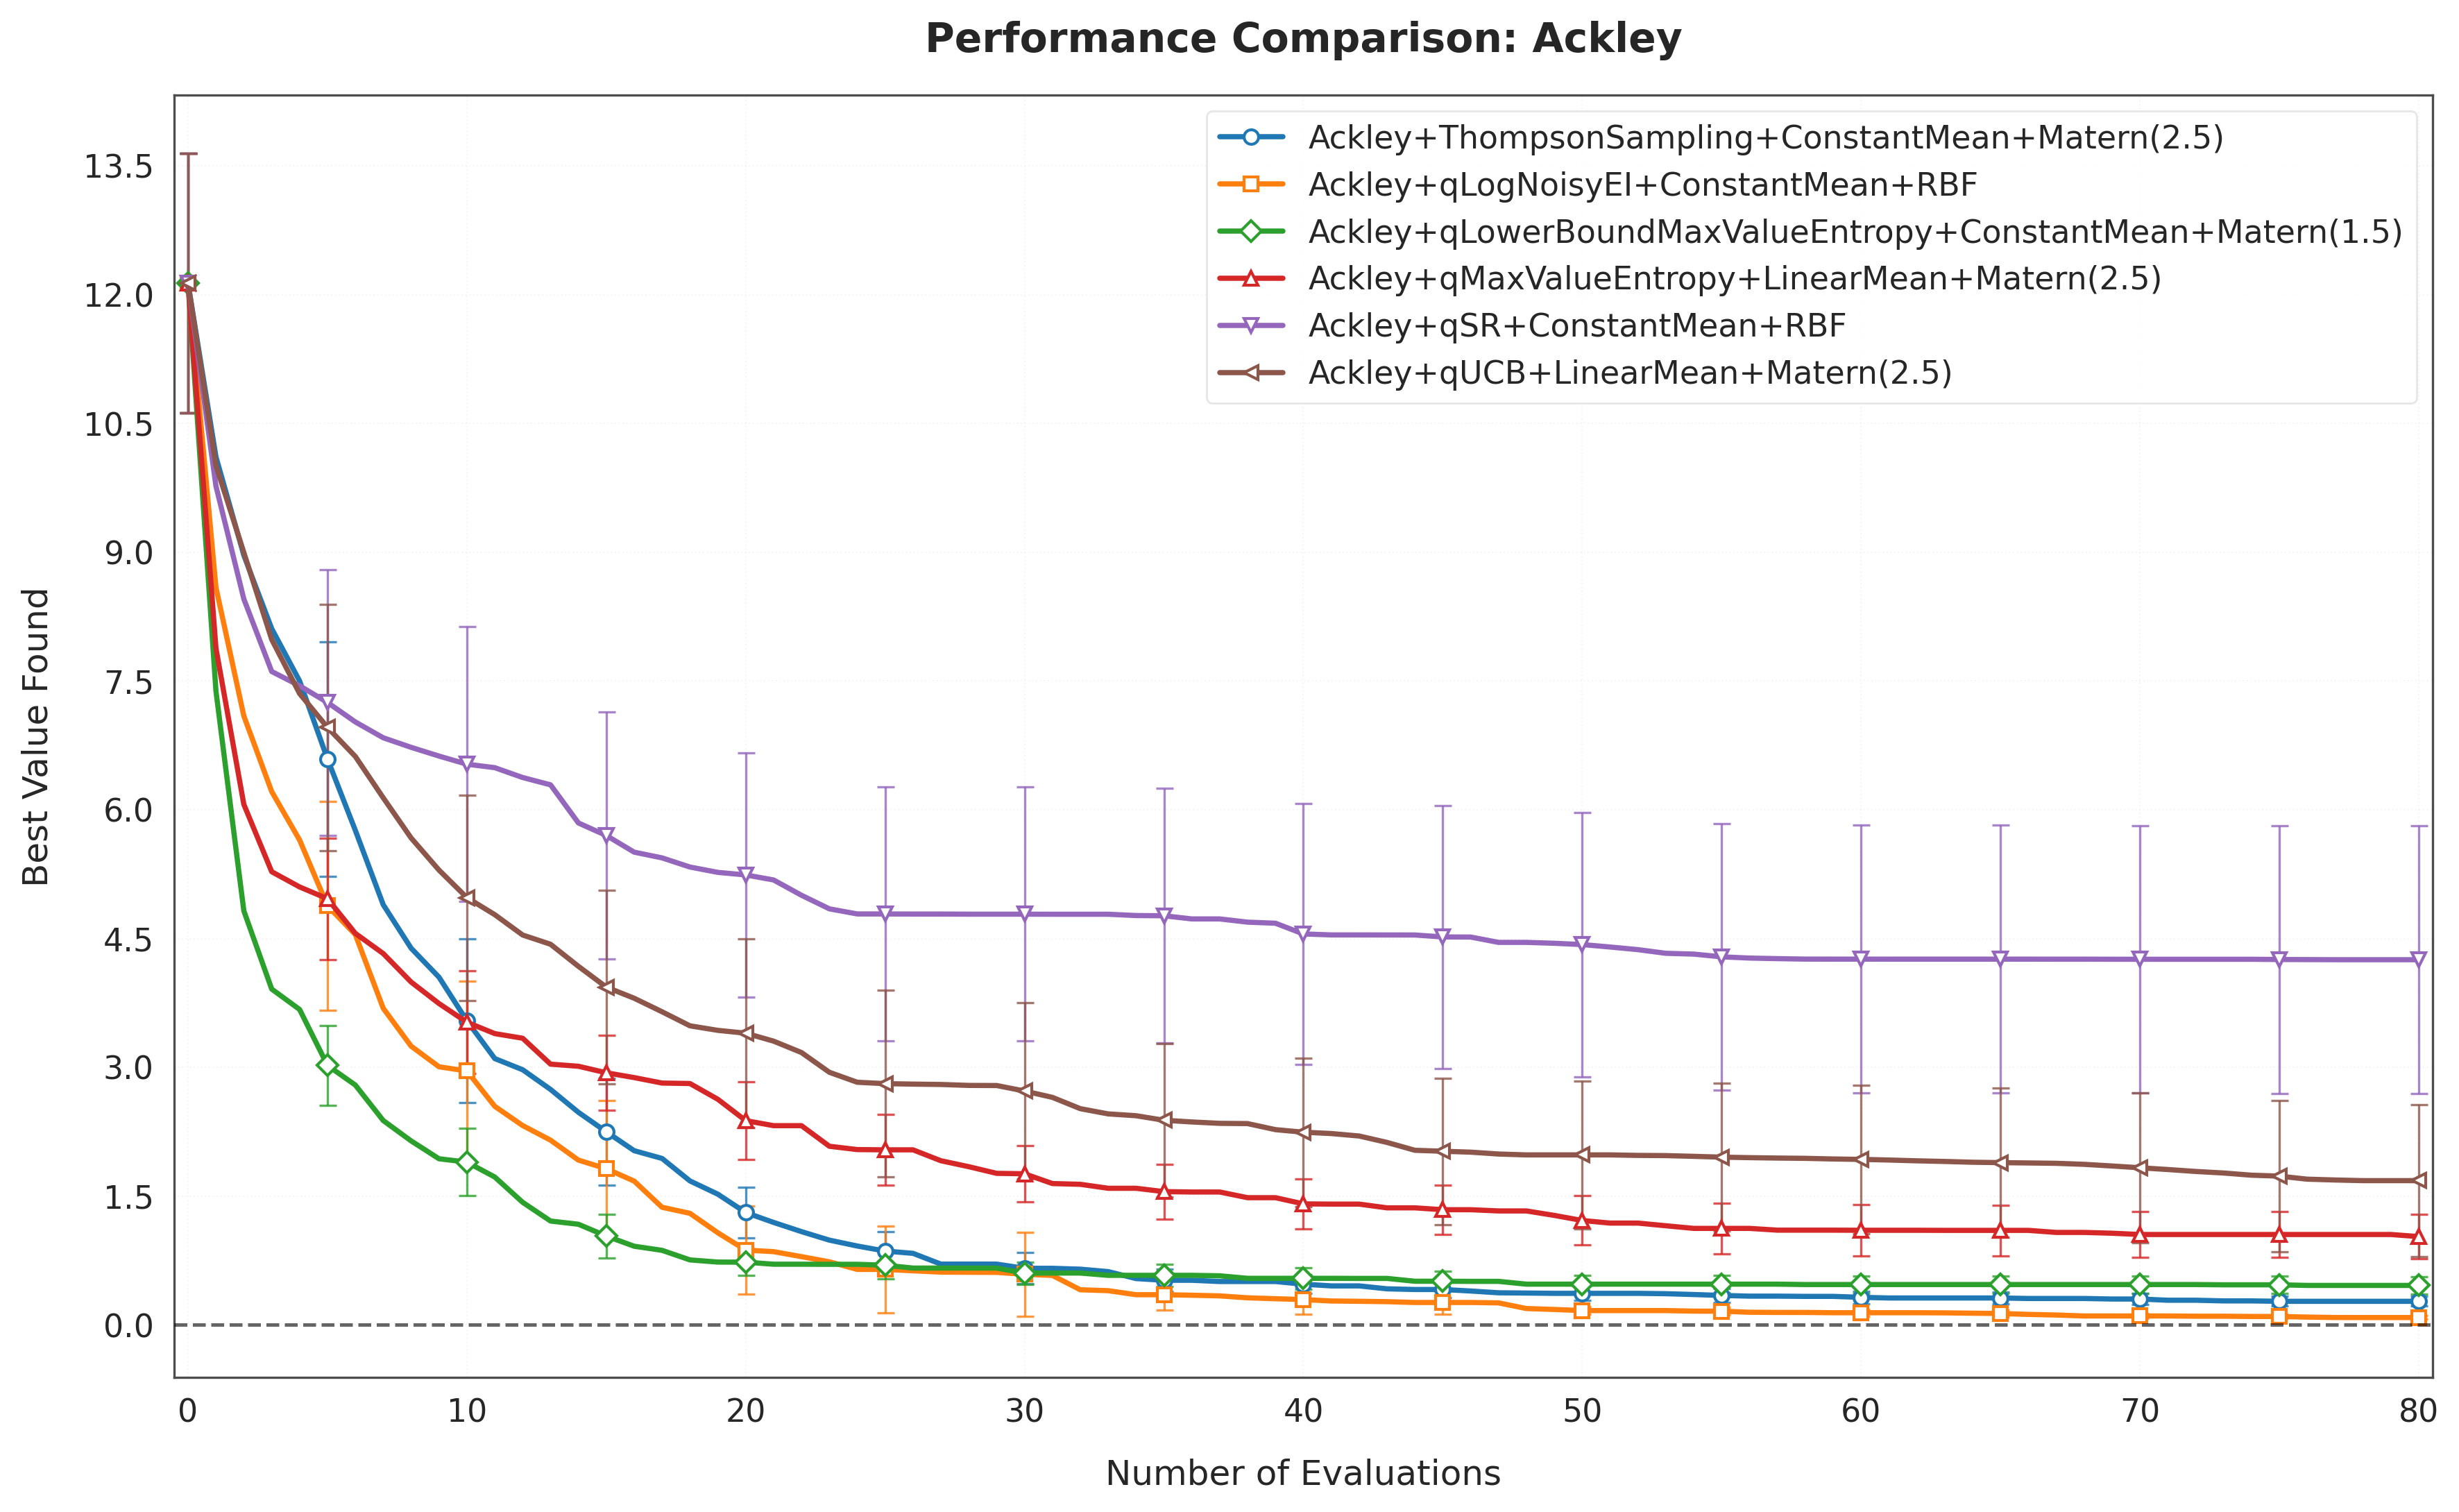 Performance Comparison: Ackley
Ackley+ThompsonSampling+ConstantMean+Matern(2.5)
Ackley+qLogNoisyEI+ConstantMean+RBF
Ackley+qLowerBoundMaxValueEntropy+ConstantMean+Matern(1.5)
Ackley+qMaxValueEntropy+LinearMean+Matern(2.5)
Ackley+qSR+ConstantMean+RBF
Ackley+qUCB+LinearMean+Matern(2.5)
Best Value Found
13.5
12.0
10.5
9.0
7.5
6.0
4.5
3.0
1.5
0.0
0 10 20 30 40 50 60 70 80
Number of Evaluations